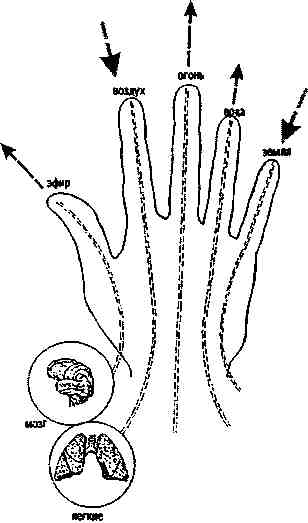 огонь
воздух
вода
земля
эфир
мозг
легкие